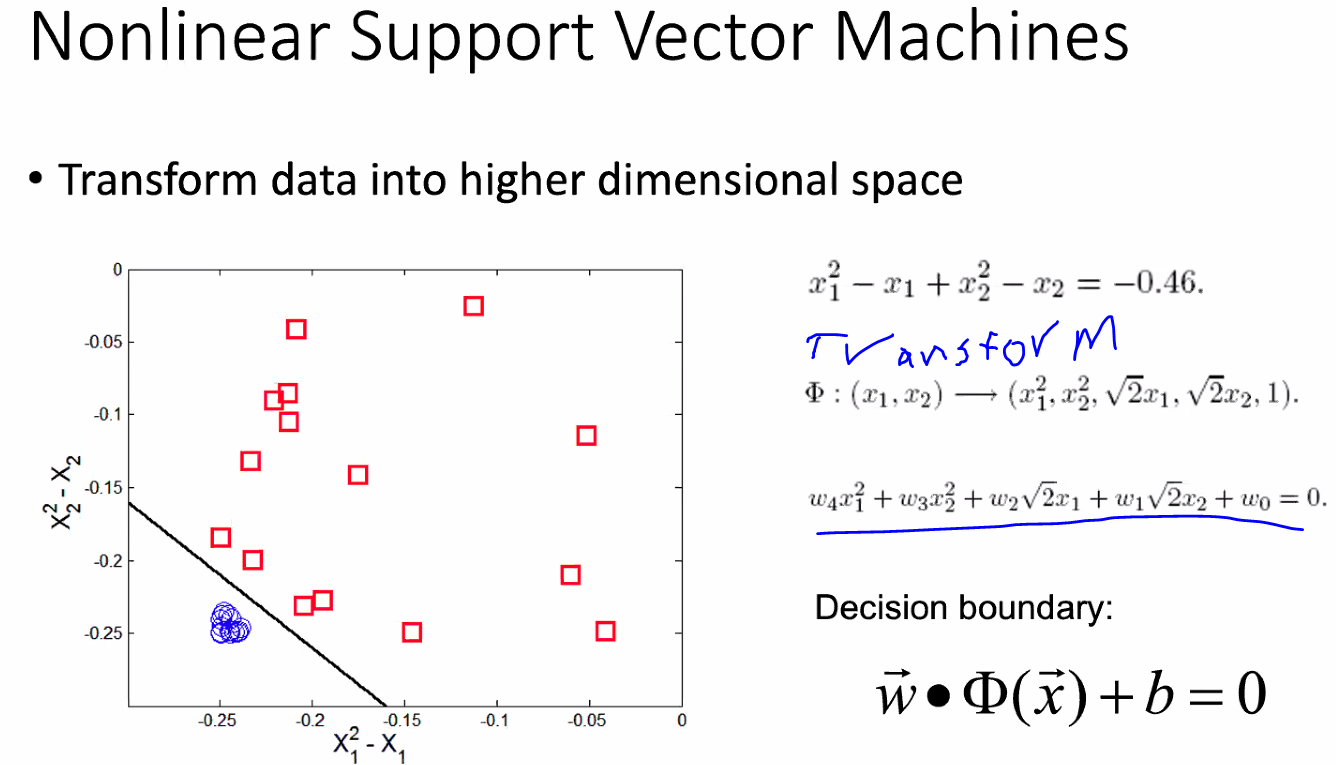 Nonlinear Support Vector Machines
• Transform data into higher dimensional space
0
-0.05
-0.1
-0.15
-0.2
-0.25
X₂² - X₂
-0.25 -0.2 -0.15 -0.1 -0.05 0
X₁² - X₁
x₁² − x₁ + x₂² − x₂ = −0.46.
Transform
Φ : (x₁, x₂) ⟶ (x₁², x₂², √2x₁, √2x₂, 1).
w₄x₁² + w₃x₂² + w₂√2x₁ + w₁√2x₂ + w₀ = 0.
Decision boundary:
w⃗ • Φ(x⃗) + b = 0